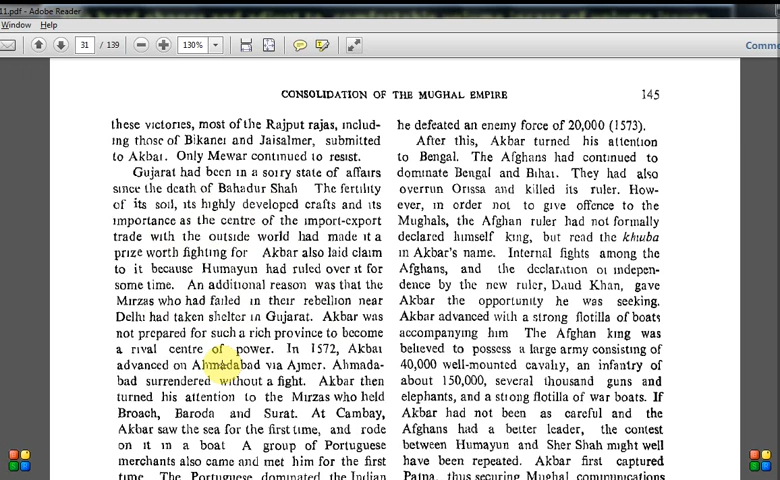 11.pdf - Adobe Reader
Window Help
31 / 139 130% Comme
CONSOLIDATION OF THE MUGHAL EMPIRE 145
these victories, most of the Rajput rajas, includ-
ing those of Bikaner and Jaisalmer, submitted
to Akbar. Only Mewar continued to resist.
Gujarat had been in a sorry state of affairs
since the death of Bahadur Shah The fertility
of its soil, its highly developed crafts and its
importance as the centre of the import-export
trade with the outside world had made it a
prize worth fighting for Akbar also laid claim
to it because Humayun had ruled over it for
some time. An additional reason was that the
Mirzas who had failed in their rebellion near
Delhi had taken shelter in Gujarat. Akbar was
not prepared for such a rich province to become
a rival centre of power. In 1572, Akbar
advanced on Ahmadabad via Ajmer. Ahmada-
bad surrendered without a fight. Akbar then
turned his attention to the Mirzas who held
Broach, Baroda and Surat. At Cambay,
Akbar saw the sea for the first time, and rode
on it in a boat A group of Portuguese
merchants also came and met him for the first
time. The Portuguese dominated the Indian
he defeated an enemy force of 20,000 (1573).
After this, Akbar turned his attention
to Bengal. The Afghans had continued to
dominate Bengal and Bihar. They had also
overrun Orissa and killed its ruler. How-
ever, in order not to give offence to the
Mughals, the Afghan ruler had not formally
declared himself king, but read the khutba
in Akbar's name. Internal fights among the
Afghans, and the declaration of indepen-
dence by the new ruler, Daud Khan, gave
Akbar the opportunity he was seeking.
Akbar advanced with a strong flotilla of boats
accompanying him The Afghan king was
believed to possess a large army consisting of
40,000 well-mounted cavalry, an infantry of
about 150,000, several thousand guns and
elephants, and a strong flotilla of war boats. If
Akbar had not been as careful and the
Afghans had a better leader, the contest
between Humayun and Sher Shah might well
have been repeated. Akbar first captured
Patna, thus securing Mughal communications